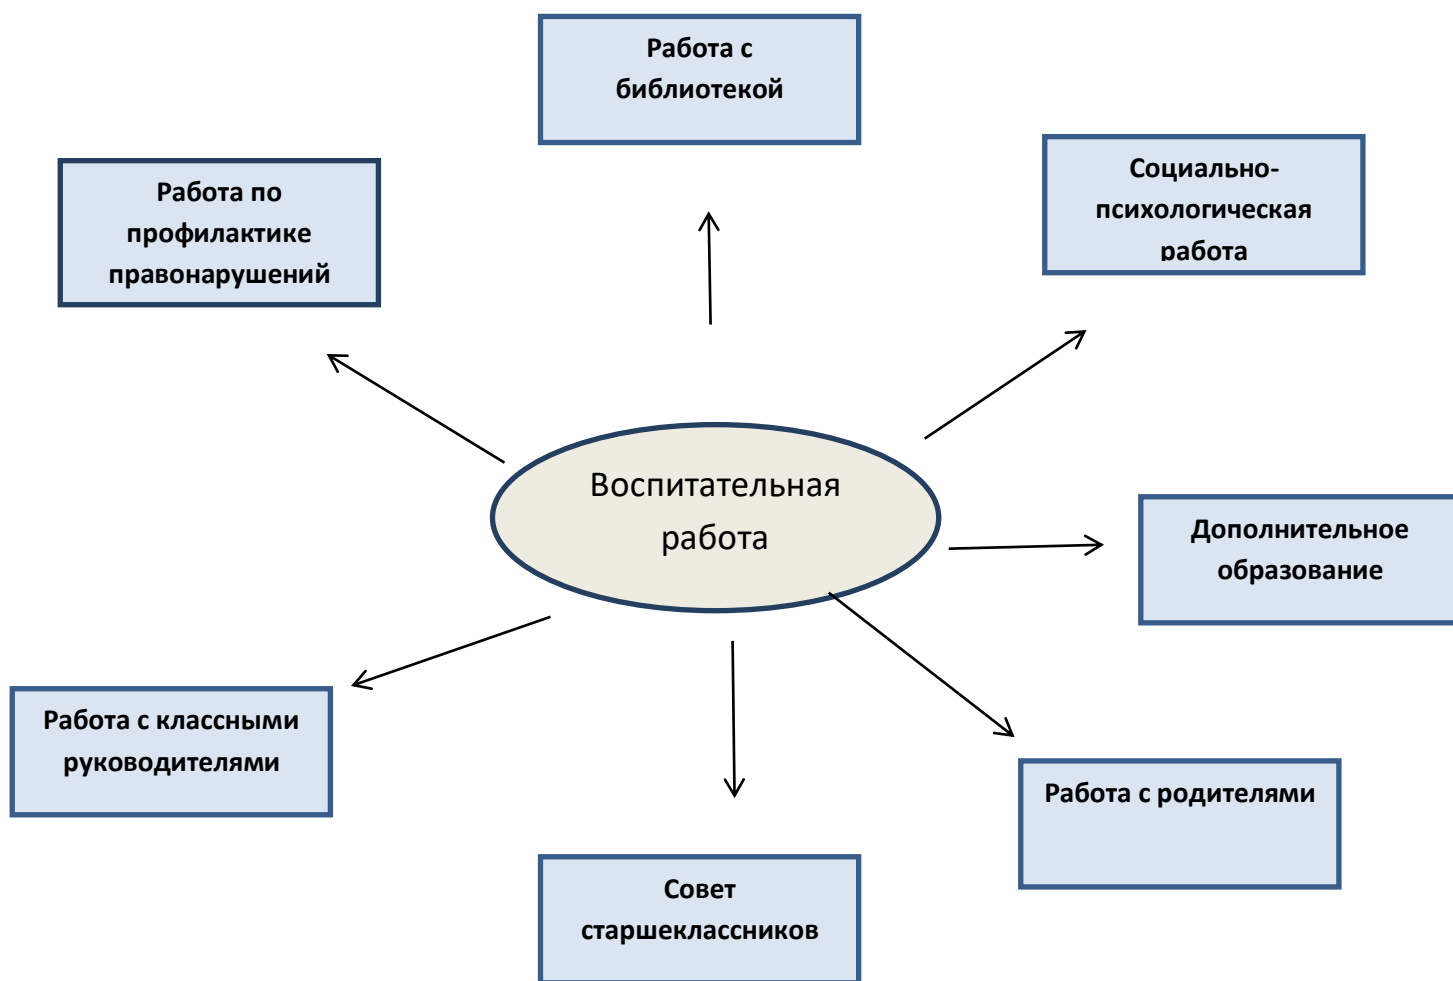 Работа с
библиотекой
Социально-
психологическая
работа
Работа по
профилактике
правонарушений
Воспитательная
работа
Дополнительное
образование
Работа с классными
руководителями
Работа с родителями
Совет
старшеклассников